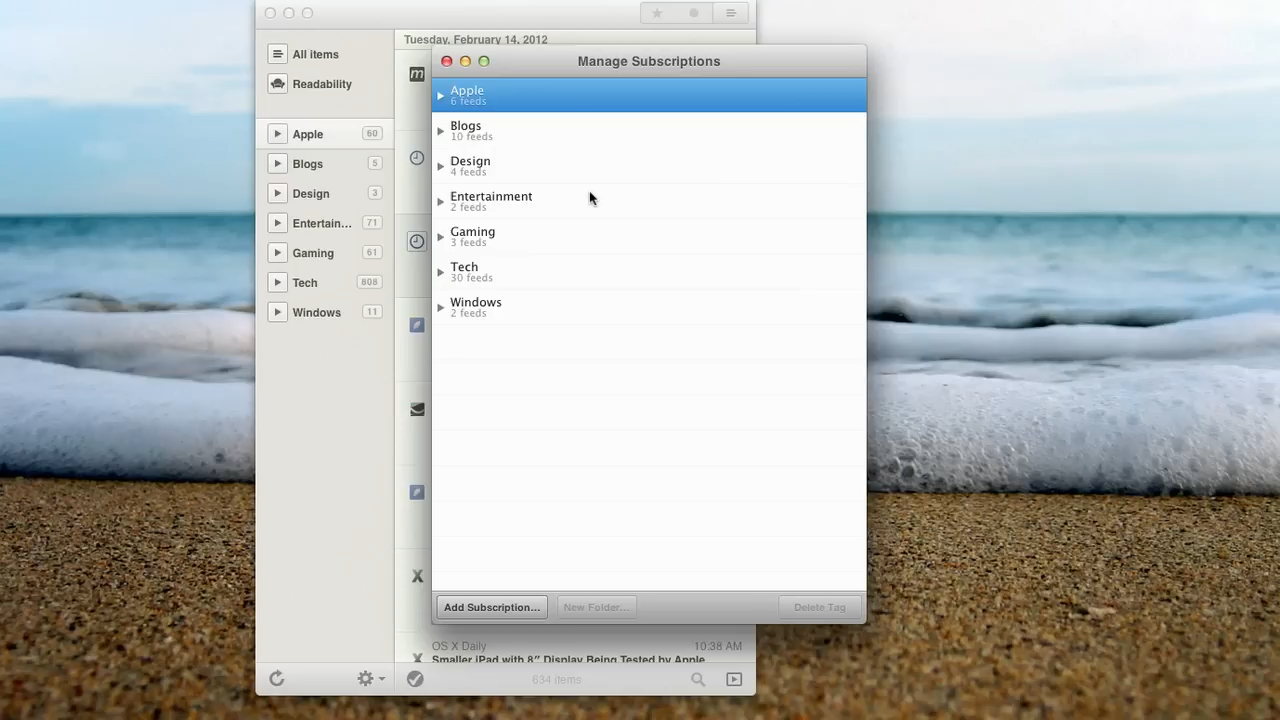 Tuesday, February 14, 2012
All items
Readability
Apple 60
Blogs 5
Design 3
Entertain... 71
Gaming 61
Tech 808
Windows 11
m
X
OS X Daily 10:38 AM
Smaller iPad with 8" Display Being Tested by Apple
634 items
Manage Subscriptions
Apple
6 feeds
Blogs
10 feeds
Design
4 feeds
Entertainment
2 feeds
Gaming
3 feeds
Tech
30 feeds
Windows
2 feeds
Add Subscription...
New Folder...
Delete Tag